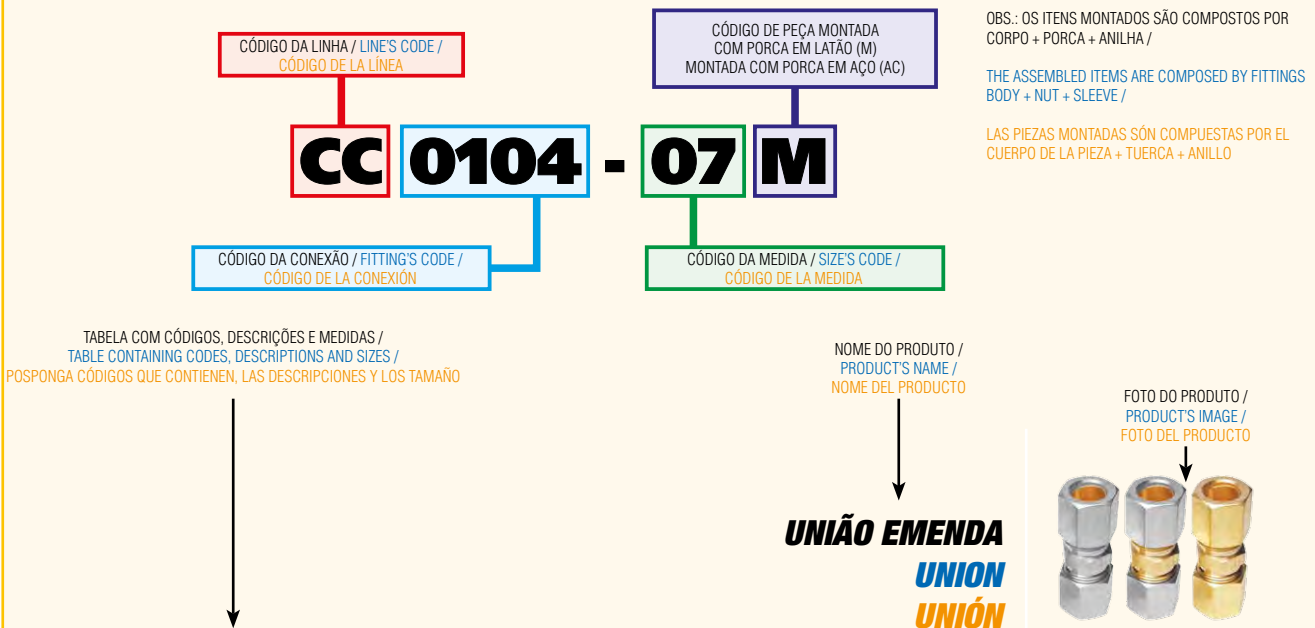 CÓDIGO DA LINHA / LINE'S CODE /
CÓDIGO DE LA LÍNEA
CÓDIGO DE PEÇA MONTADA
COM PORCA EM LATÃO (M)
MONTADA COM PORCA EM AÇO (AC)
OBS.: OS ITENS MONTADOS SÃO COMPOSTOS POR
CORPO + PORCA + ANILHA /
THE ASSEMBLED ITEMS ARE COMPOSED BY FITTINGS
BODY + NUT + SLEEVE /
LAS PIEZAS MONTADAS SÓN COMPUESTAS POR EL
CUERPO DE LA PIEZA + TUERCA + ANILLO
CC 0104 - 07 M
CÓDIGO DA CONEXÃO / FITTING'S CODE /
CÓDIGO DE LA CONEXIÓN
CÓDIGO DA MEDIDA / SIZE'S CODE /
CÓDIGO DE LA MEDIDA
TABELA COM CÓDIGOS, DESCRIÇÕES E MEDIDAS /
TABLE CONTAINING CODES, DESCRIPTIONS AND SIZES /
POSPONGA CÓDIGOS QUE CONTIENEN, LAS DESCRIPCIONES Y LOS TAMAÑO
NOME DO PRODUTO /
PRODUCT'S NAME /
NOME DEL PRODUCTO
FOTO DO PRODUTO /
PRODUCT'S IMAGE /
FOTO DEL PRODUCTO
UNIÃO EMENDA
UNION
UNIÓN